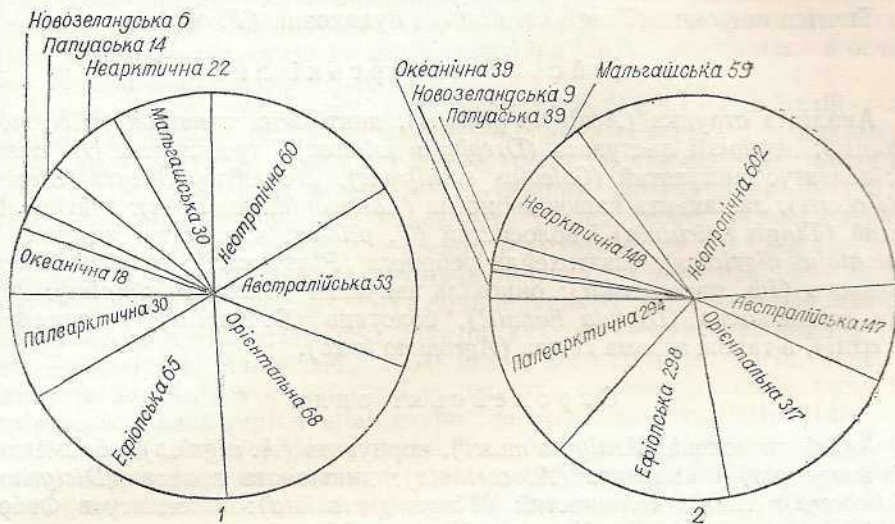 Новозеландська 6
Папуаська 14
Неарктична 22
Мальгашська 30
Неотропічна 60
Австралійська 53
Орієнтальна 68
Ефіопська 65
Палеарктична 30
Океанічна 18
1
Океанічна 39
Новозеландська 9
Папуаська 39
Мальгашська 59
Неарктична 148
Неотропічна 602
Австралійська 147
Орієнтальна 317
Ефіопська 298
Палеарктична 294
2